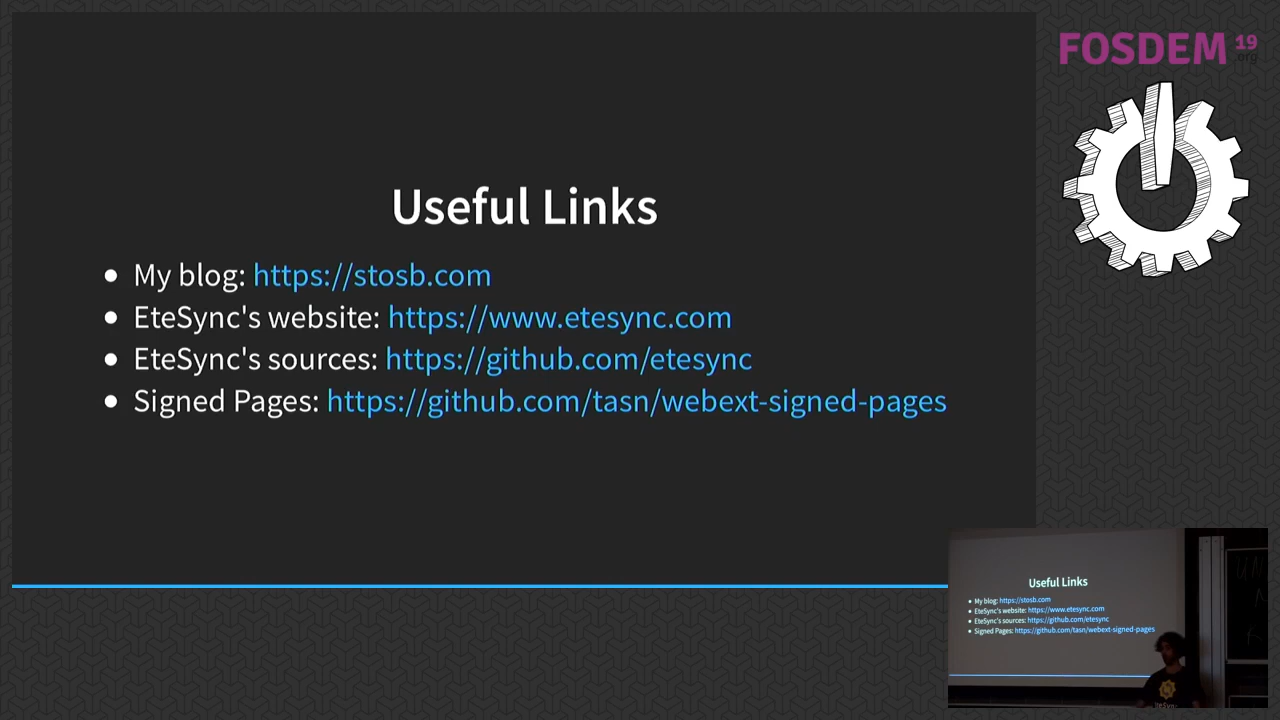 FOSDEM 19
.org
Useful Links
My blog: https://stosb.com
EteSync's website: https://www.etesync.com
EteSync's sources: https://github.com/etesync
Signed Pages: https://github.com/tasn/webext-signed-pages
Useful Links
My blog: https://stosb.com
EteSync's website: https://www.etesync.com
EteSync's sources: https://github.com/etesync
Signed Pages: https://github.com/tasn/webext-signed-pages
EteSync